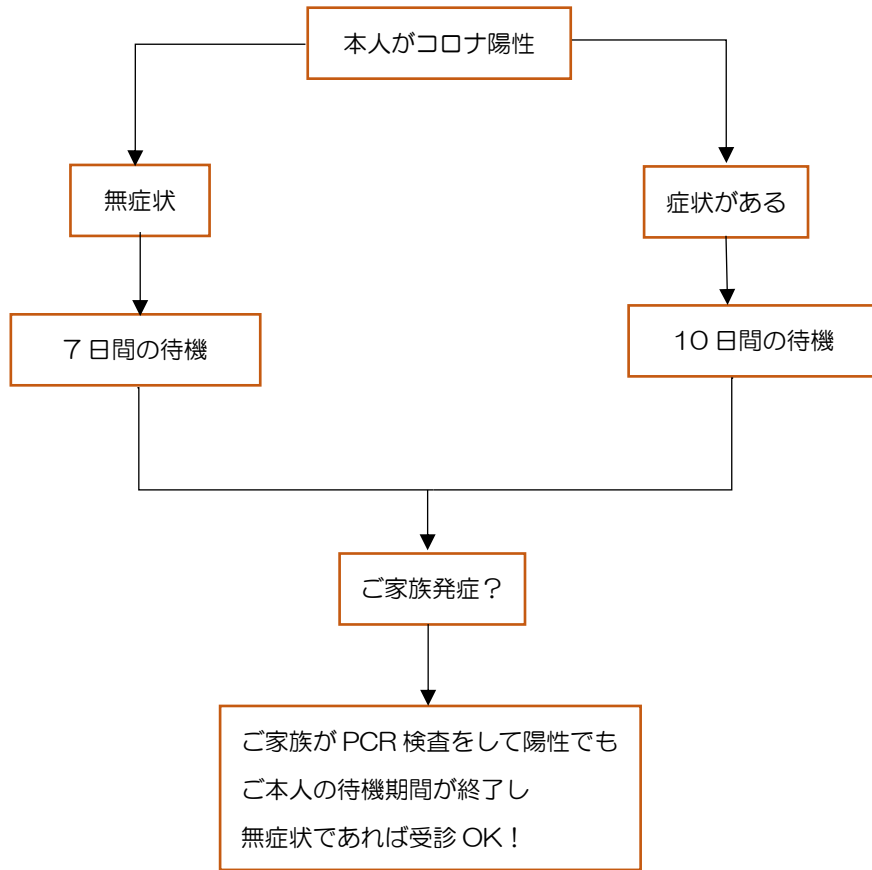 本人がコロナ陽性
無症状
症状がある
7日間の待機
10日間の待機
ご家族発症?
ご家族が PCR 検査をして陽性でも
ご本人の待機期間が終了し
無症状であれば受診 OK!